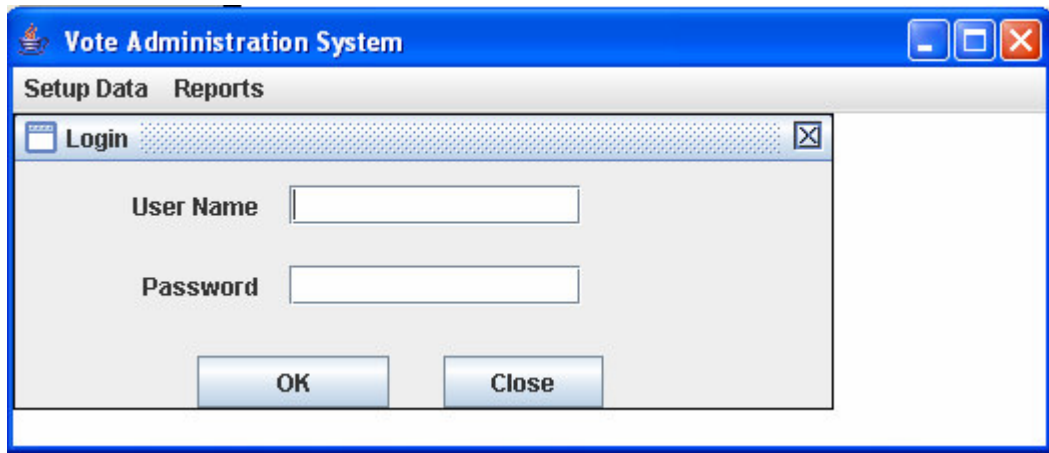 Vote Administration System
Setup Data Reports
Login
User Name
Password
OK Close